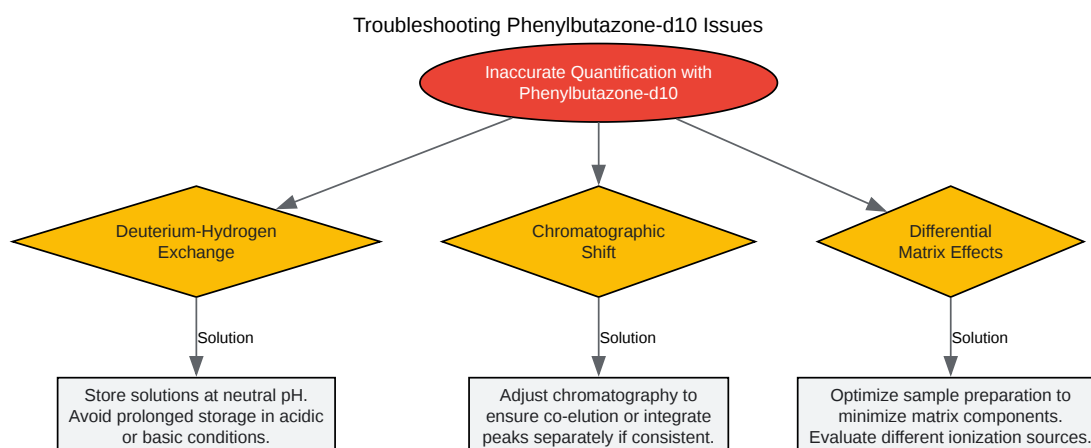 Troubleshooting Phenylbutazone-d10 Issues
Inaccurate Quantification with
Phenylbutazone-d10
Deuterium-Hydrogen
Exchange
Chromatographic
Shift
Differential
Matrix Effects
Solution
Solution
Solution
Store solutions at neutral pH.
Avoid prolonged storage in acidic
or basic conditions.
Adjust chromatography to
ensure co-elution or integrate
peaks separately if consistent.
Optimize sample preparation to
minimize matrix components.
Evaluate different ionization sources.